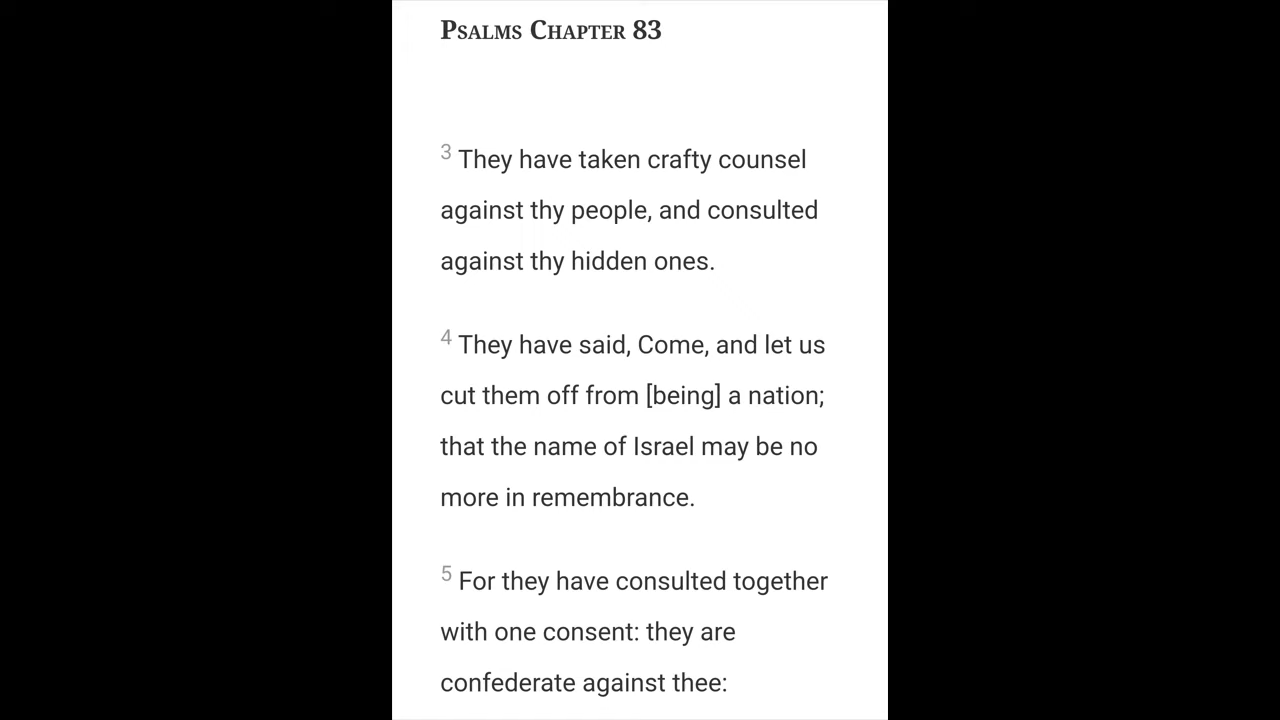 Psalms Chapter 83
3 They have taken crafty counsel
against thy people, and consulted
against thy hidden ones.
4 They have said, Come, and let us
cut them off from [being] a nation;
that the name of Israel may be no
more in remembrance.
5 For they have consulted together
with one consent: they are
confederate against thee: